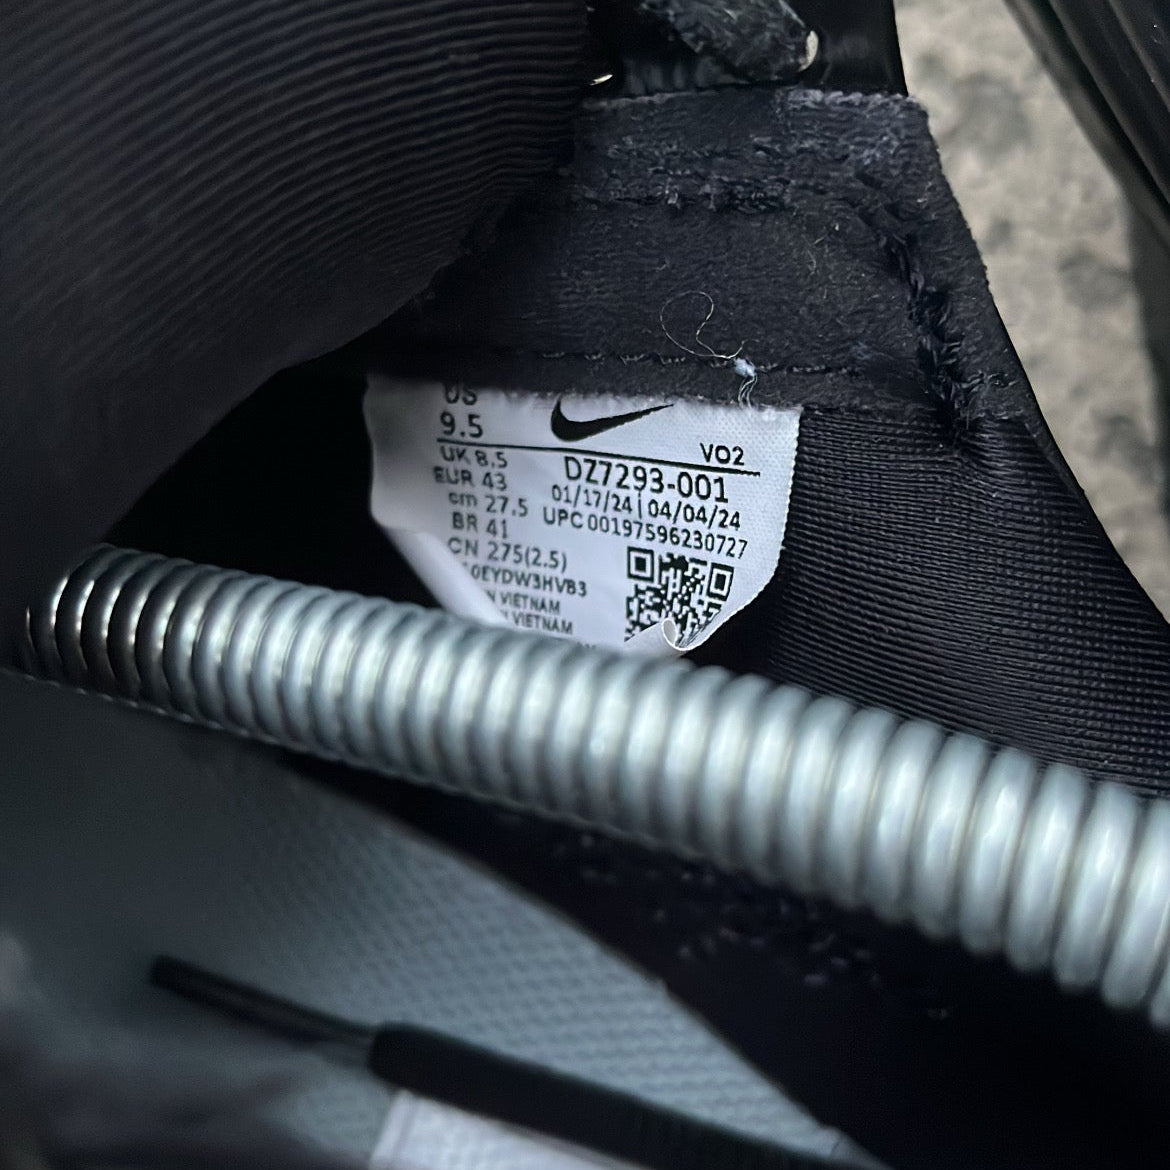 US
9.5
VO2
UK 8.5
EUR 43
cm 27.5
BR 41
CN 275(2.5)
DZ7293-001
01/17/24 | 04/04/24
UPC 00197596230727
0EYDW3HVB3
VIETNAM
VIETNAM